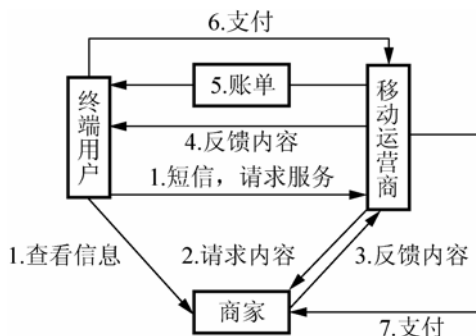 6.支付
5.账单
终端用户
移动运营商
4.反馈内容
1.短信，请求服务
1.查看信息
2.请求内容
3.反馈内容
商家
7.支付